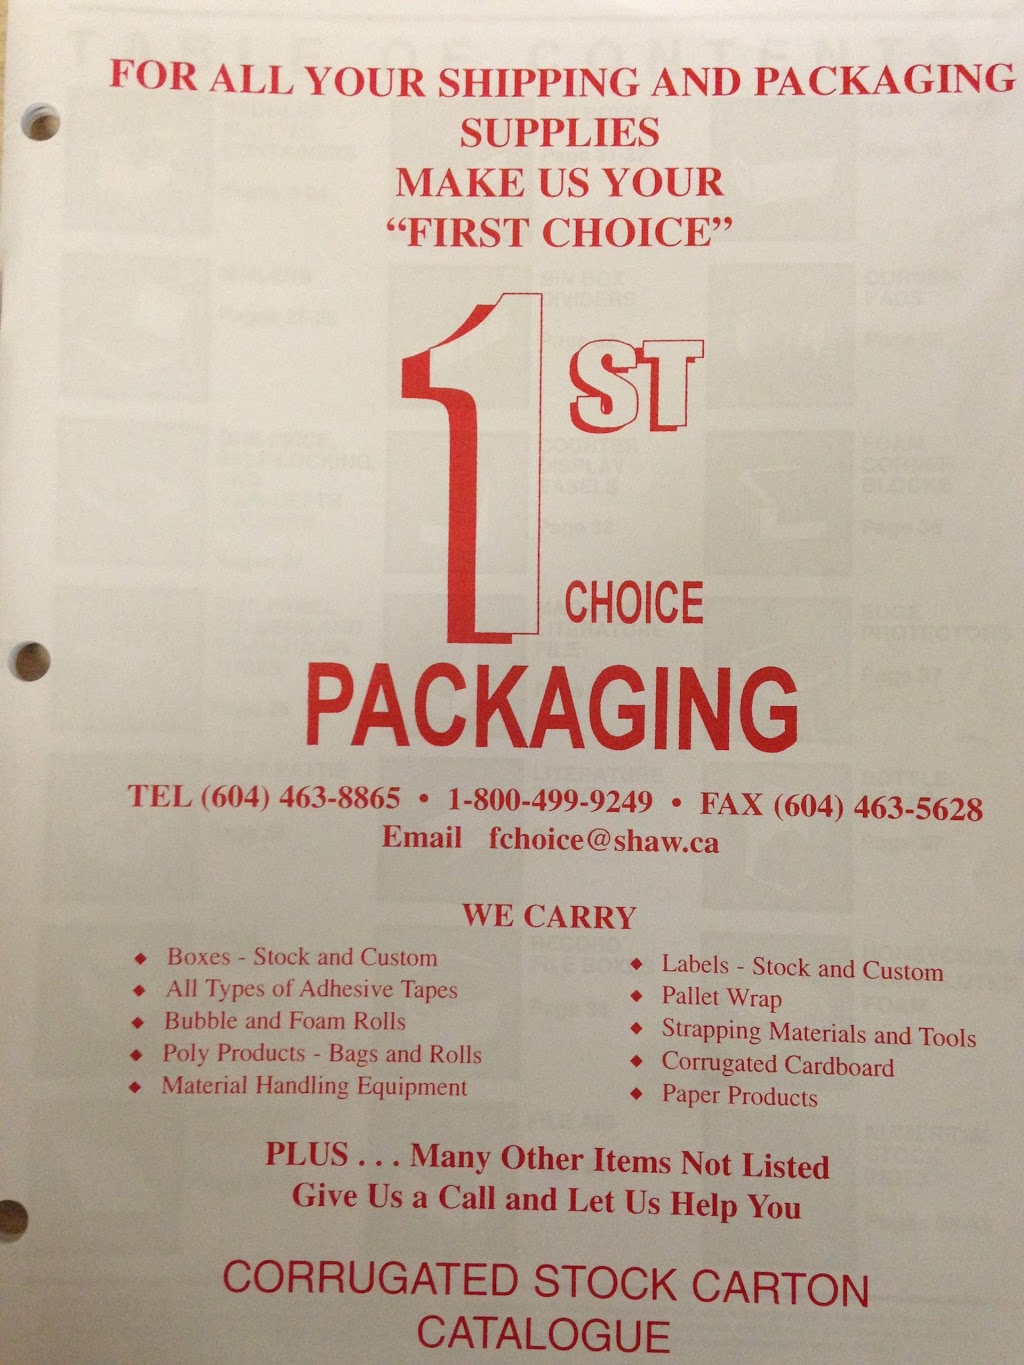 FOR ALL YOUR SHIPPING AND PACKAGING
SUPPLIES
MAKE US YOUR
“FIRST CHOICE”
1ST
CHOICE
PACKAGING
TEL (604) 463-8865 • 1-800-499-9249 • FAX (604) 463-5628
Email fchoice@shaw.ca
WE CARRY
◆ Boxes - Stock and Custom
◆ All Types of Adhesive Tapes
◆ Bubble and Foam Rolls
◆ Poly Products - Bags and Rolls
◆ Material Handling Equipment
◆ Labels - Stock and Custom
◆ Pallet Wrap
◆ Strapping Materials and Tools
◆ Corrugated Cardboard
◆ Paper Products
PLUS . . . Many Other Items Not Listed
Give Us a Call and Let Us Help You
CORRUGATED STOCK CARTON
CATALOGUE